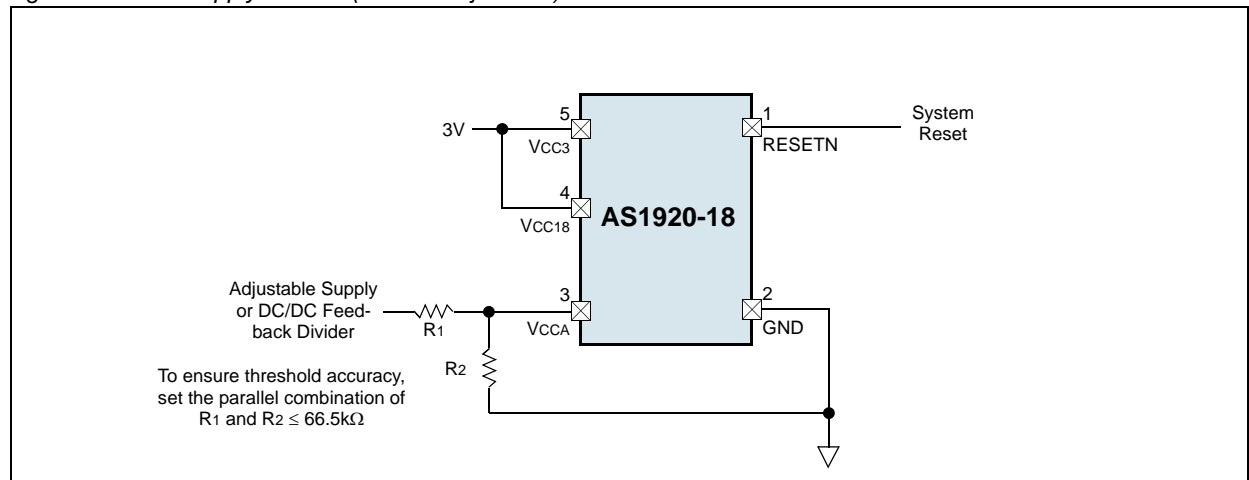 5
3V
VCC3
4
VCC18
AS1920-18
1
RESETN
System
Reset
Adjustable Supply
or DC/DC Feed-
back Divider
R1
3
VCCA
2
GND
R2
To ensure threshold accuracy,
set the parallel combination of
R1 and R2 ≤ 66.5kΩ